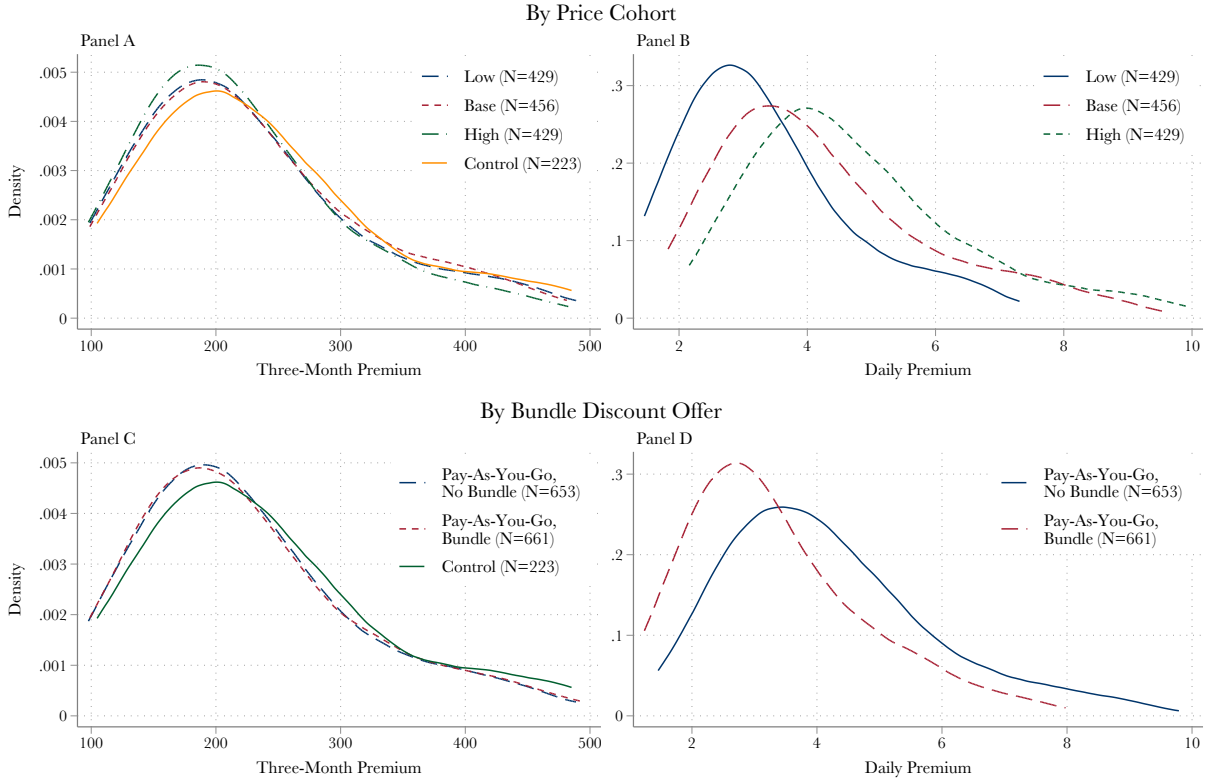 By Price Cohort
Panel A
.005
.004
.003
.002
.001
0
Density
100
200
300
400
500
Three-Month Premium
Low (N=429)
Base (N=456)
High (N=429)
Control (N=223)
Panel B
.3
.2
.1
0
2
4
6
8
10
Daily Premium
Low (N=429)
Base (N=456)
High (N=429)
By Bundle Discount Offer
Panel C
.005
.004
.003
.002
.001
0
Density
100
200
300
400
500
Three-Month Premium
Pay-As-You-Go,
No Bundle (N=653)
Pay-As-You-Go,
Bundle (N=661)
Control (N=223)
Panel D
.3
.2
.1
0
2
4
6
8
10
Daily Premium
Pay-As-You-Go,
No Bundle (N=653)
Pay-As-You-Go,
Bundle (N=661)